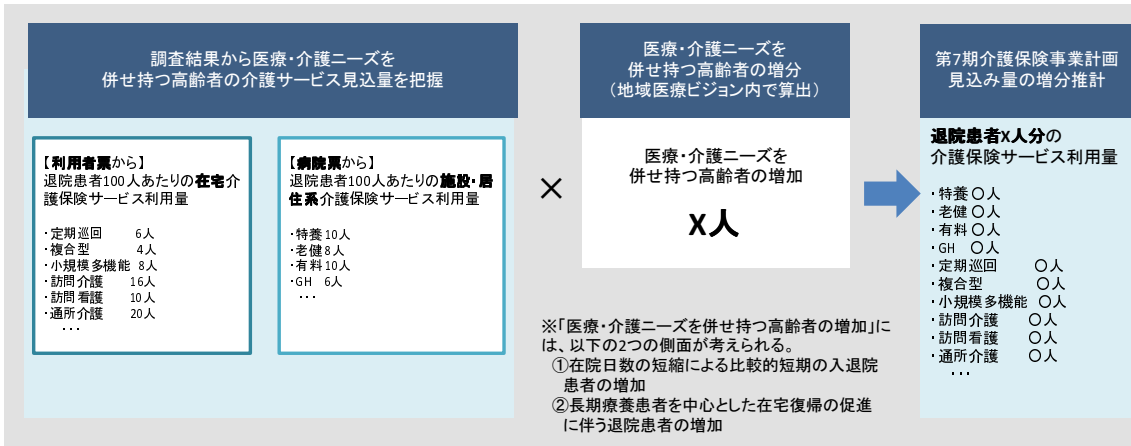 調査結果から医療・介護ニーズを
併せ持つ高齢者の介護サービス見込量を把握
【利用者票から】
退院患者100人あたりの在宅介
護保険サービス利用量
・定期巡回 6人
・複合型 4人
・小規模多機能 8人
・訪問介護 16人
・訪問看護 10人
・通所介護 20人
・・・
【病院票から】
退院患者100人あたりの施設・居
住系介護保険サービス利用量
・特養10人
・老健8人
・有料10人
・GH 6人
・・・
×
医療・介護ニーズを
併せ持つ高齢者の増分
(地域医療ビジョン内で算出)
医療・介護ニーズを
併せ持つ高齢者の増加
X人
※「医療・介護ニーズを併せ持つ高齢者の増加」に
は、以下の2つの側面が考えられる。
①在院日数の短縮による比較的短期の入退院
患者の増加
②長期療養患者を中心とした在宅復帰の促進
に伴う退院患者の増加
第7期介護保険事業計画
見込み量の増分推計
退院患者X人分の
介護保険サービス利用量
・特養 〇人
・老健 〇人
・有料 〇人
・GH 〇人
・定期巡回 〇人
・複合型 〇人
・小規模多機能 〇人
・訪問介護 〇人
・訪問看護 〇人
・通所介護 〇人
・・・